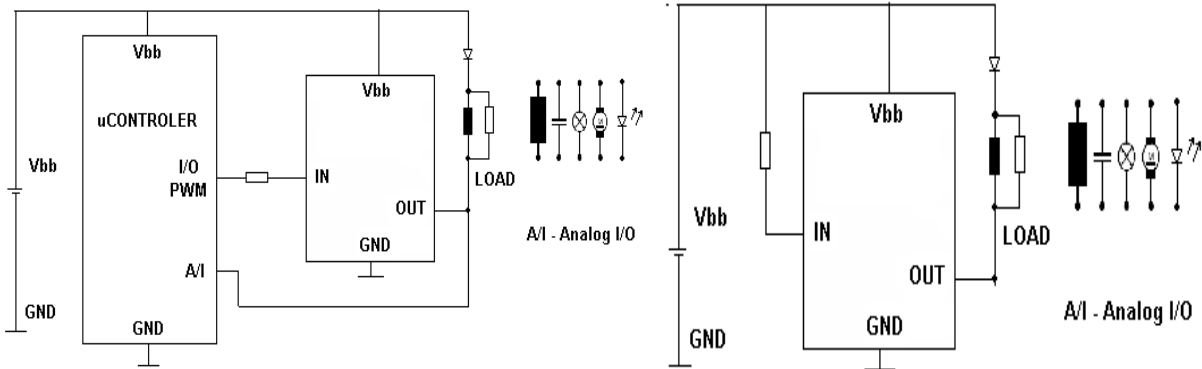 Vbb
uCONTROLER
Vbb
I/O
PWM
IN
Vbb
OUT
LOAD
A/I - Analog I/O
GND
A/I
GND
GND
Vbb
Vbb
IN
OUT
LOAD
A/I - Analog I/O
GND
GND